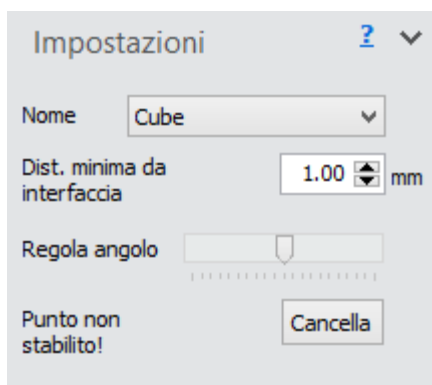 Impostazioni ?
Nome Cube
Dist. minima da
interfaccia 1.00 mm
Regola angolo
Punto non
stabilito! Cancella